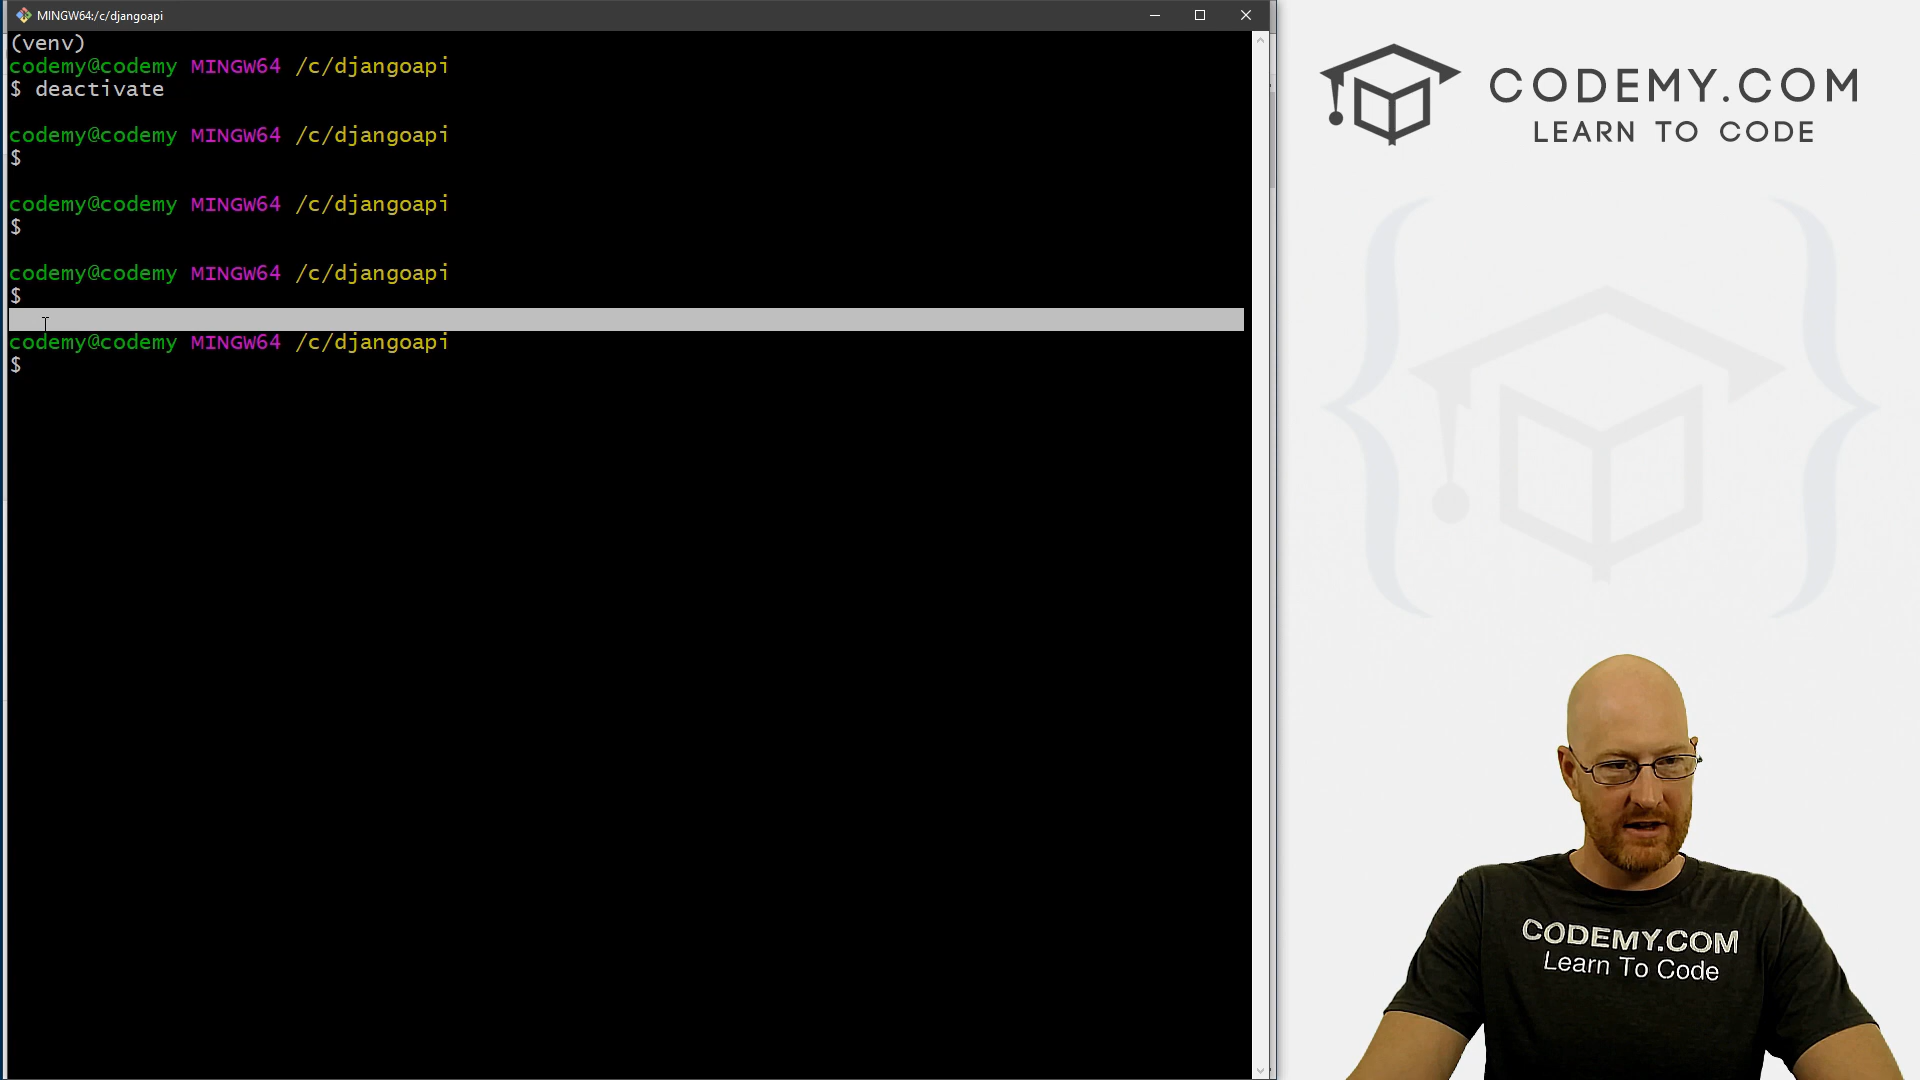 MINGW64:/c/djangoapi
(venv)
codemy@codemy MINGW64 /c/djangoapi
$ deactivate
codemy@codemy MINGW64 /c/djangoapi
$
codemy@codemy MINGW64 /c/djangoapi
$
codemy@codemy MINGW64 /c/djangoapi
$
codemy@codemy MINGW64 /c/djangoapi
$
CODEMY.COM
LEARN TO CODE
CODEMY.COM
Learn To Code